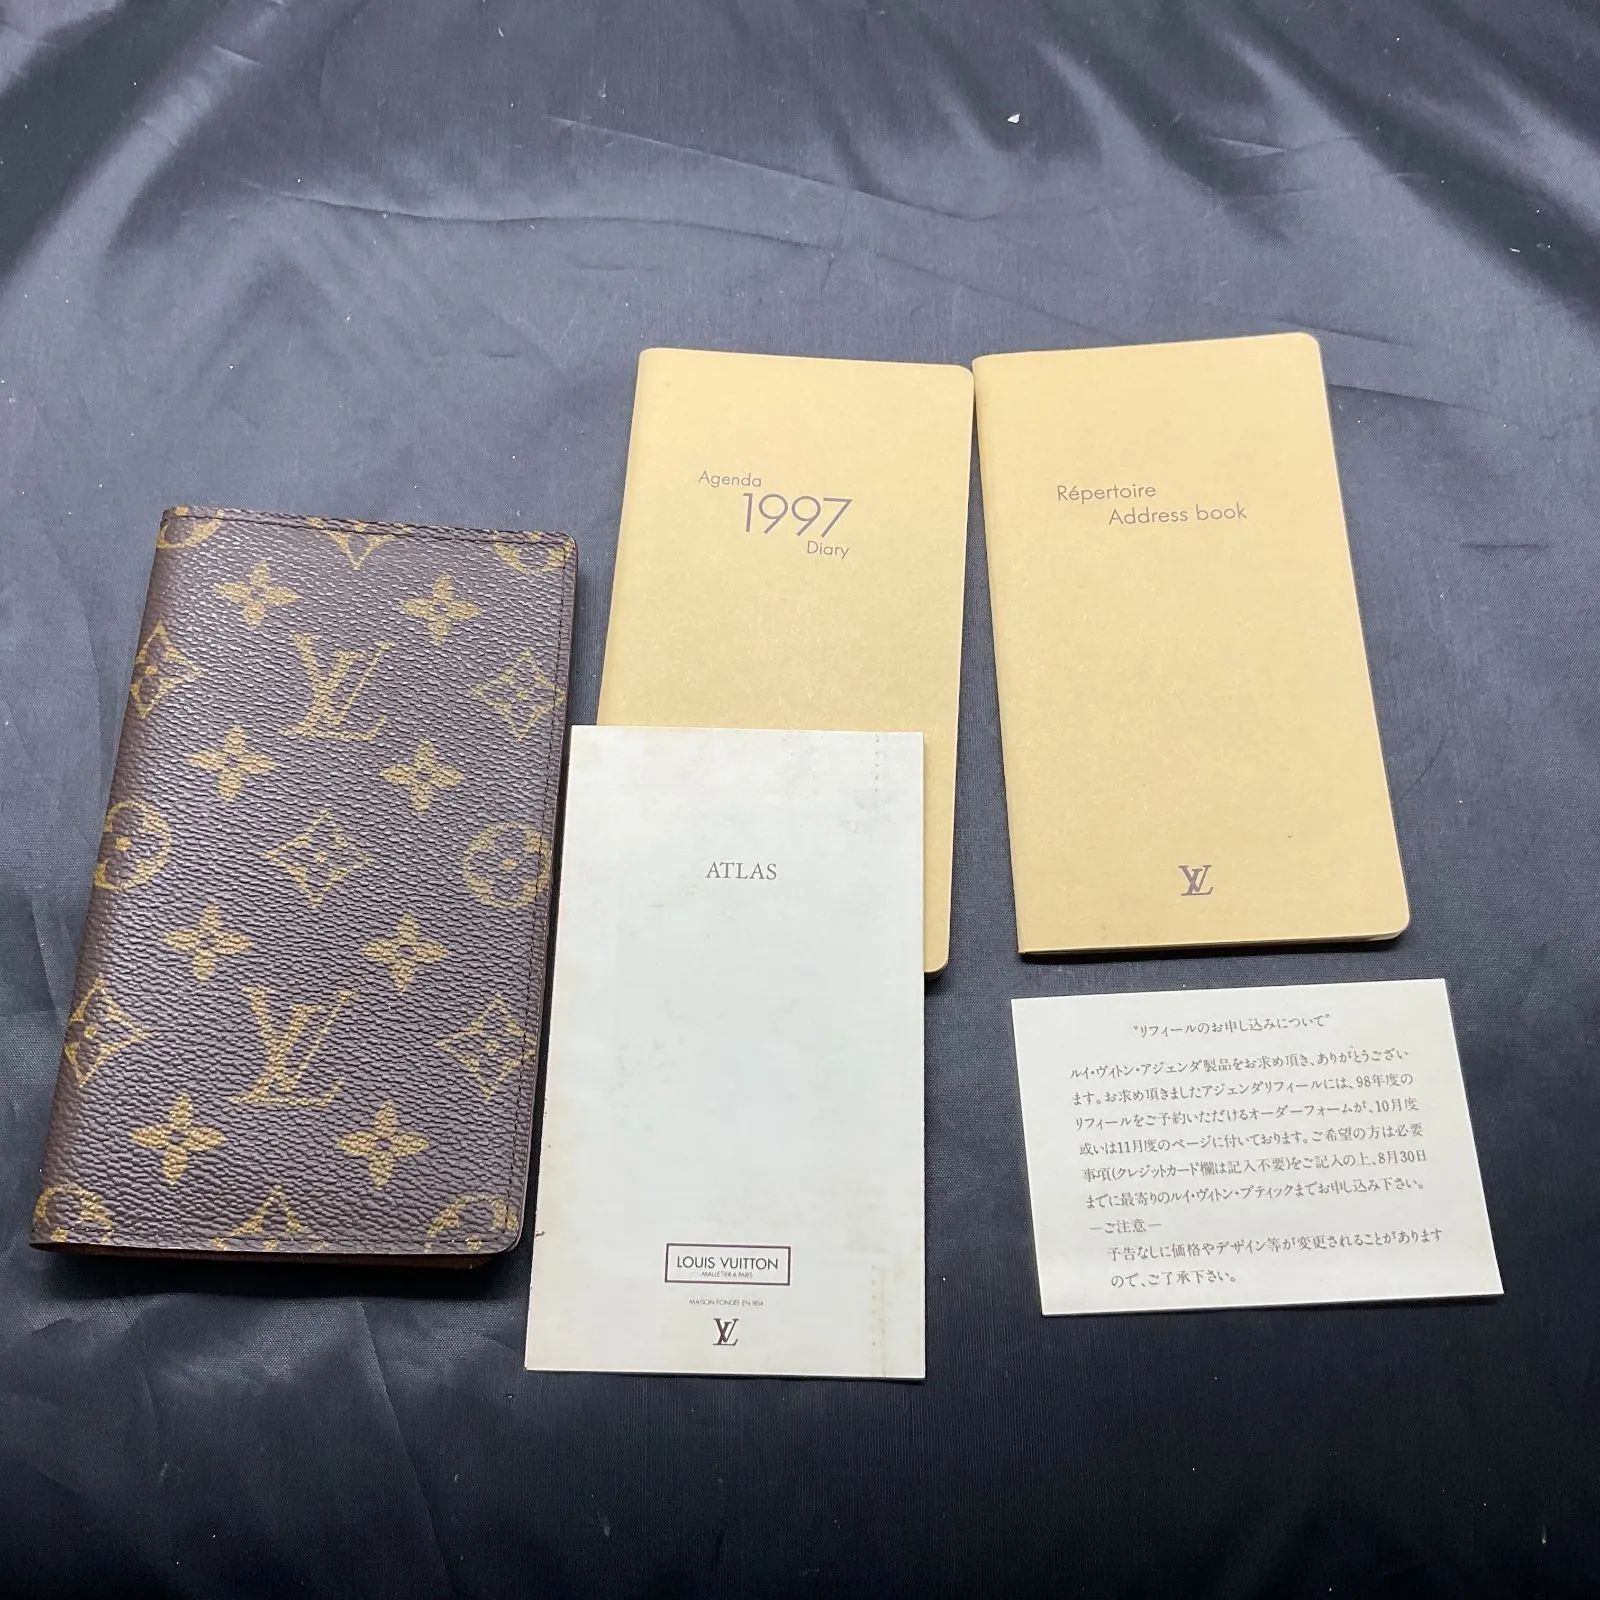 Agenda
1997
Diary
Répertoire
Address book
LV
ATLAS
LOUIS VUITTON
MALLETIER A PARIS
MAISON FONDÉE EN 1854
LV
"リフィールのお申し込みについて"
ルイ・ヴィトン・アジェンダ製品をお求め頂き、ありがとうござい
ます。お求め頂きましたアジェンダリフィールには、98年度の
リフィールをご予約いただけるオーダーフォームが、10月度
或いは11月度のページに付いております。ご希望の方は必要
事項(クレジットカード欄は記入不要)をご記入の上、8月30日
までに最寄りのルイ・ヴィトン・ブティックまでお申し込み下さい。
—ご注意—
予告なしに価格やデザイン等が変更されることがあります
ので、ご了承下さい。
LV
LV